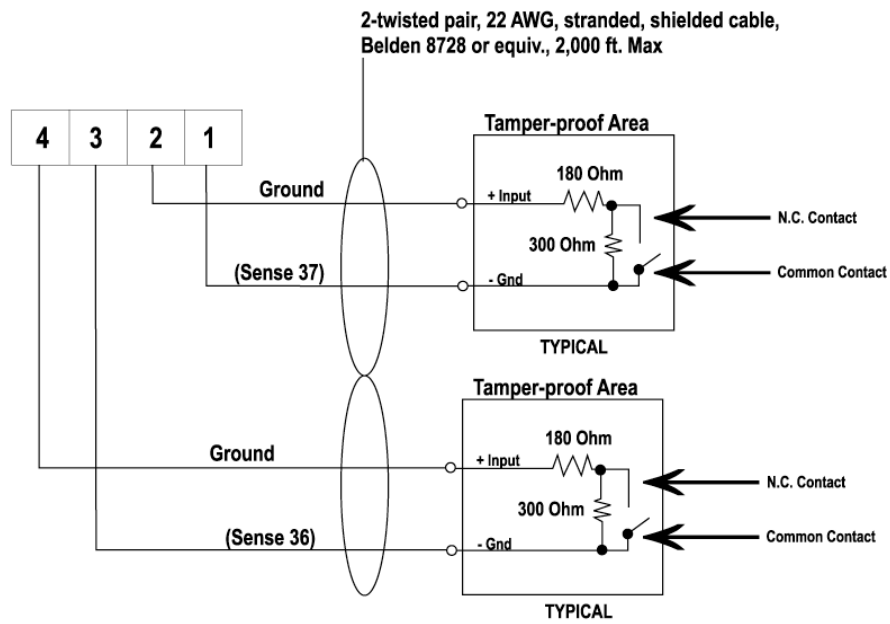 2-twisted pair, 22 AWG, stranded, shielded cable,
Belden 8728 or equiv., 2,000 ft. Max
4 3 2 1
Tamper-proof Area
180 Ohm
Ground
+ Input
N.C. Contact
300 Ohm
(Sense 37)
- Gnd
Common Contact
TYPICAL
Tamper-proof Area
180 Ohm
Ground
+ Input
N.C. Contact
300 Ohm
(Sense 36)
- Gnd
Common Contact
TYPICAL